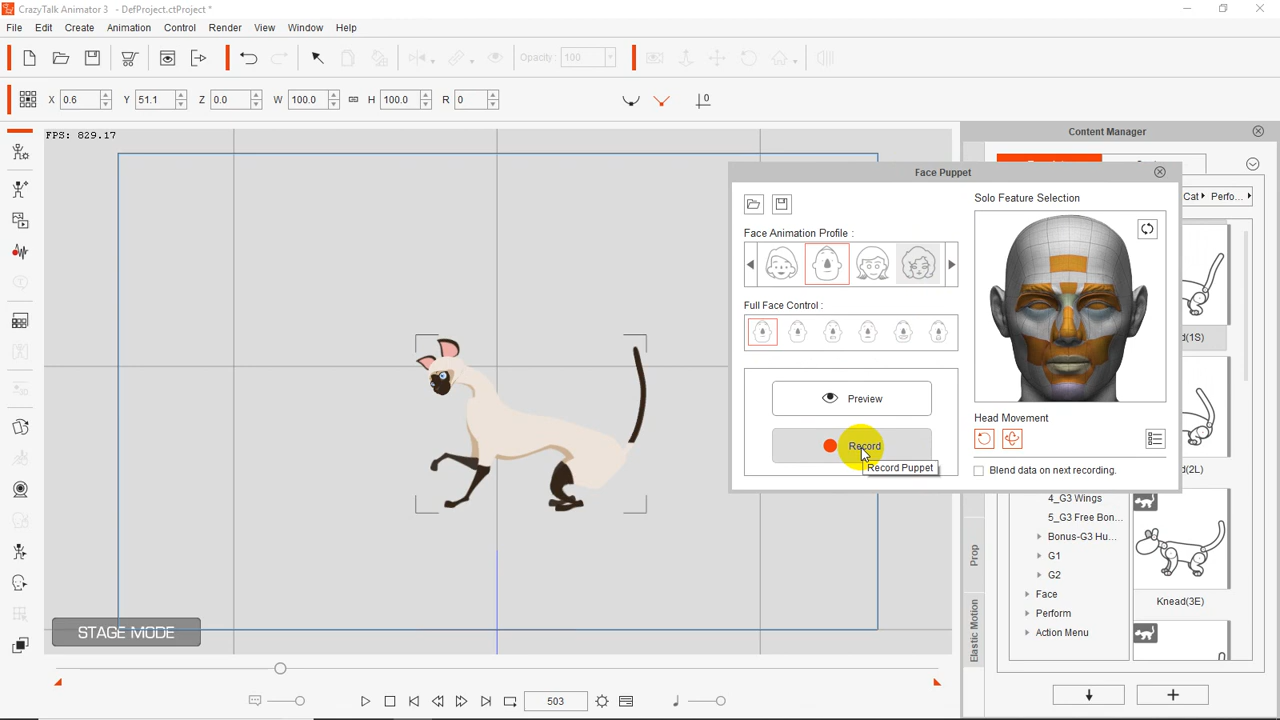 CrazyTalk Animator 3 - DefProject.ctProject *
File Edit Create Animation Control Render View Window Help
Opacity : 100
X 0.6 Y 51.1 Z 0.0 W 100.0 H 100.0 R 0
FPS: 829.17
Content Manager
Face Puppet
Solo Feature Selection
Cat Perfo...
Face Animation Profile :
Full Face Control :
(1S)
Preview
Head Movement
Record
Record Puppet
Blend data on next recording.
(2L)
4_G3 Wings
5_G3 Free Bon...
Bonus-G3 Hu...
G1
G2
Face
Knead(3E)
Perform
Action Menu
Prop
Elastic Motion
STAGE MODE
503